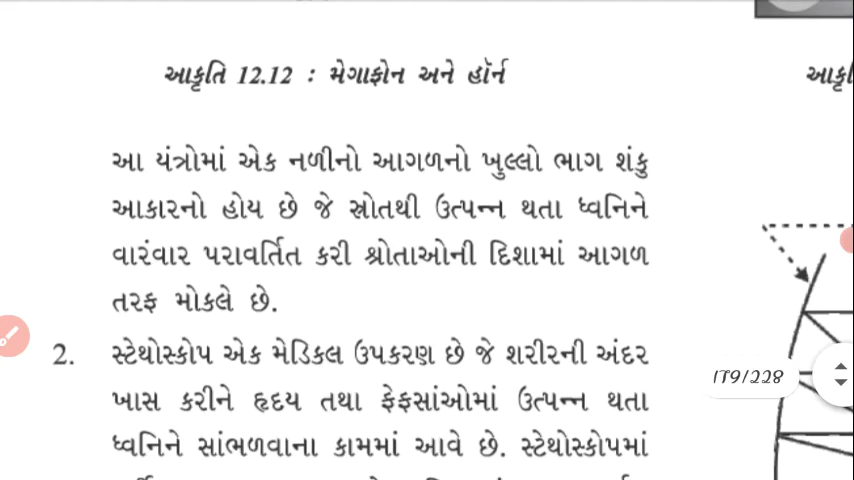 આકૃતિ 12.12 : મેગાફોન અને હૉર્ન
આ યંત્રોમાં એક નળીનો આગળનો ખુલ્લો ભાગ શંકુ
આકારનો હોય છે જે સ્રોતથી ઉત્પન્ન થતા ધ્વનિને
વારંવાર પરાવર્તિત કરી શ્રોતાઓની દિશામાં આગળ
તરફ મોકલે છે.
2. સ્ટેથોસ્કોપ એક મેડિકલ ઉપકરણ છે જે શરીરની અંદર
ખાસ કરીને હૃદય તથા ફેફસાંઓમાં ઉત્પન્ન થતા
ધ્વનિને સાંભળવાના કામમાં આવે છે. સ્ટેથોસ્કોપમાં
179/228